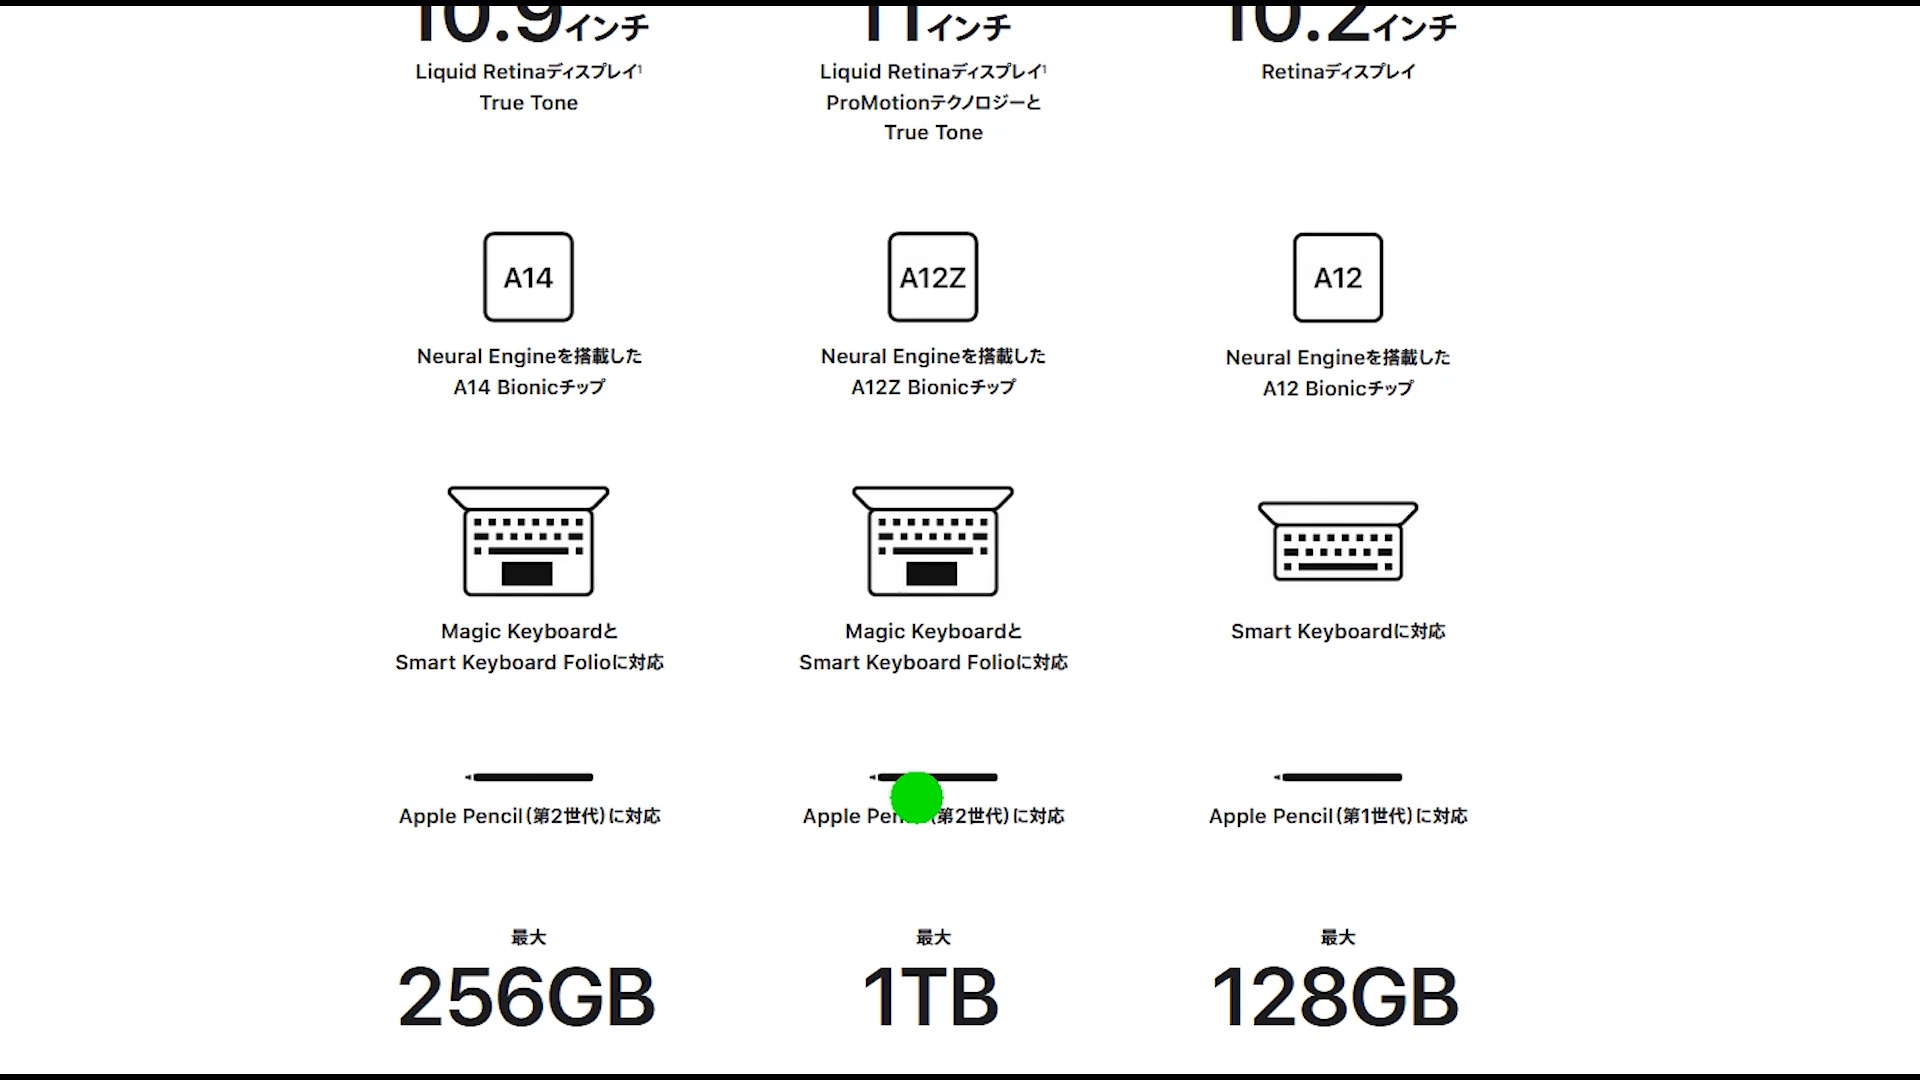 10.9インチ
Liquid Retinaディスプレイ1
True Tone
11インチ
Liquid Retinaディスプレイ1
ProMotionテクノロジーと
True Tone
10.2インチ
Retinaディスプレイ
A14
Neural Engineを搭載した
A14 Bionicチップ
A12Z
Neural Engineを搭載した
A12Z Bionicチップ
A12
Neural Engineを搭載した
A12 Bionicチップ
Magic Keyboardと
Smart Keyboard Folioに対応
Magic Keyboardと
Smart Keyboard Folioに対応
Smart Keyboardに対応
Apple Pencil(第2世代)に対応
Apple Pen (第2世代)に対応
Apple Pencil(第1世代)に対応
最大
256GB
最大
1TB
最大
128GB